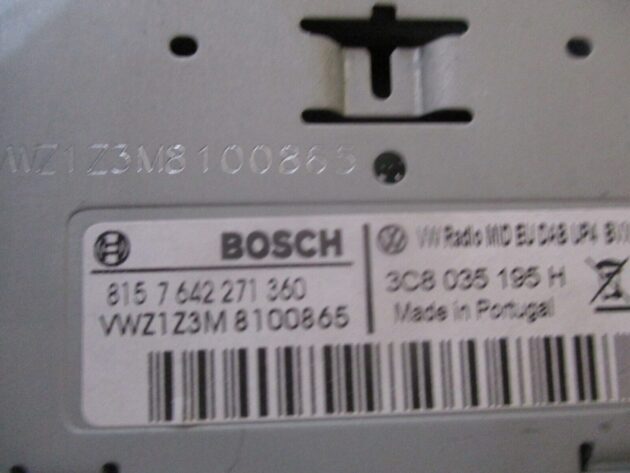 VWZ1Z3M8100865
BOSCH
815 7 642 271 360
VWZ1Z3M 8100865
VW Radio MID EU DAB UP4
3C8 035 195 H
Made in Portugal